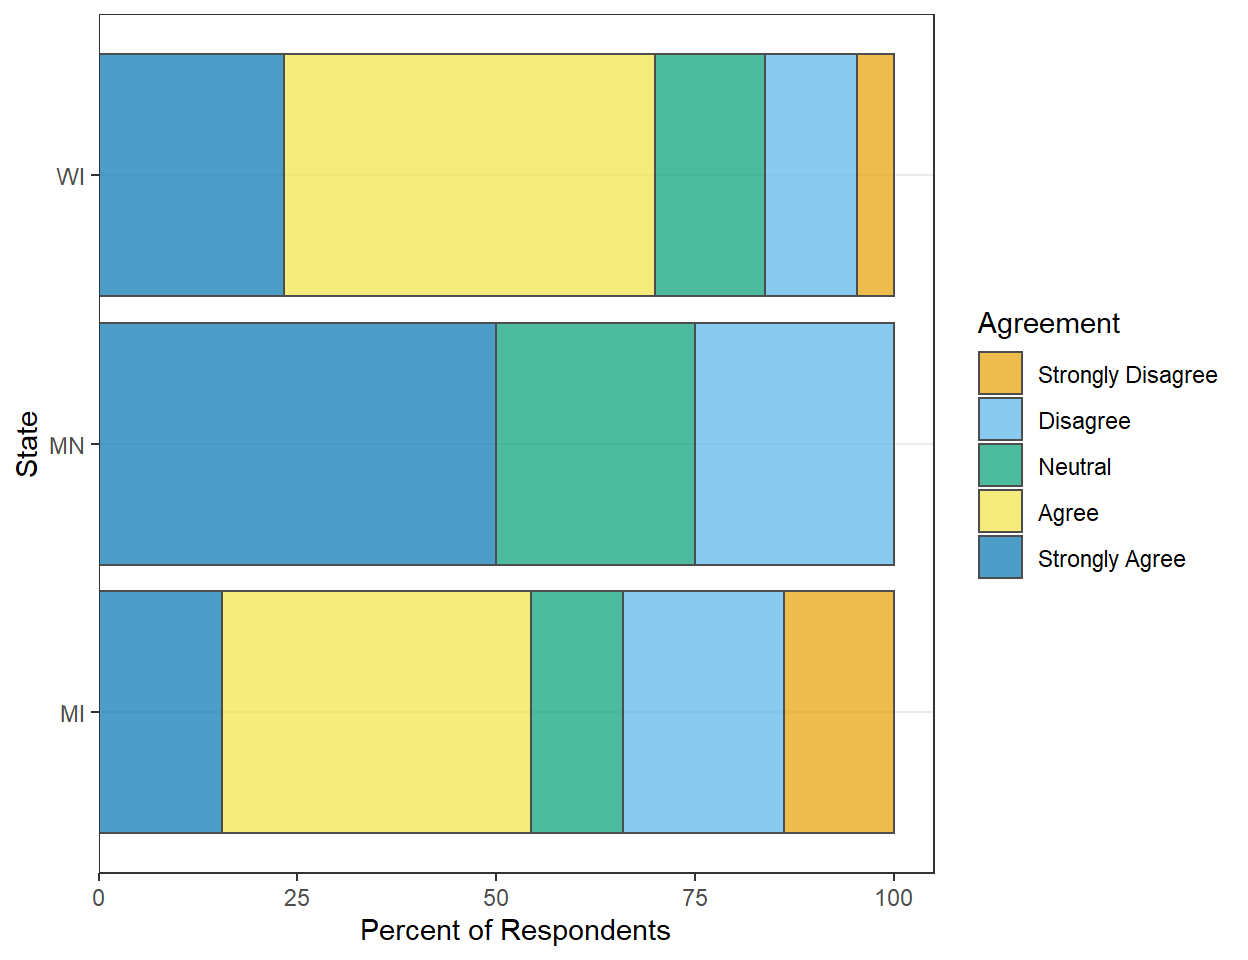 State
WI
MN
MI
0 25 50 75 100
Percent of Respondents
Agreement
Strongly Disagree
Disagree
Neutral
Agree
Strongly Agree